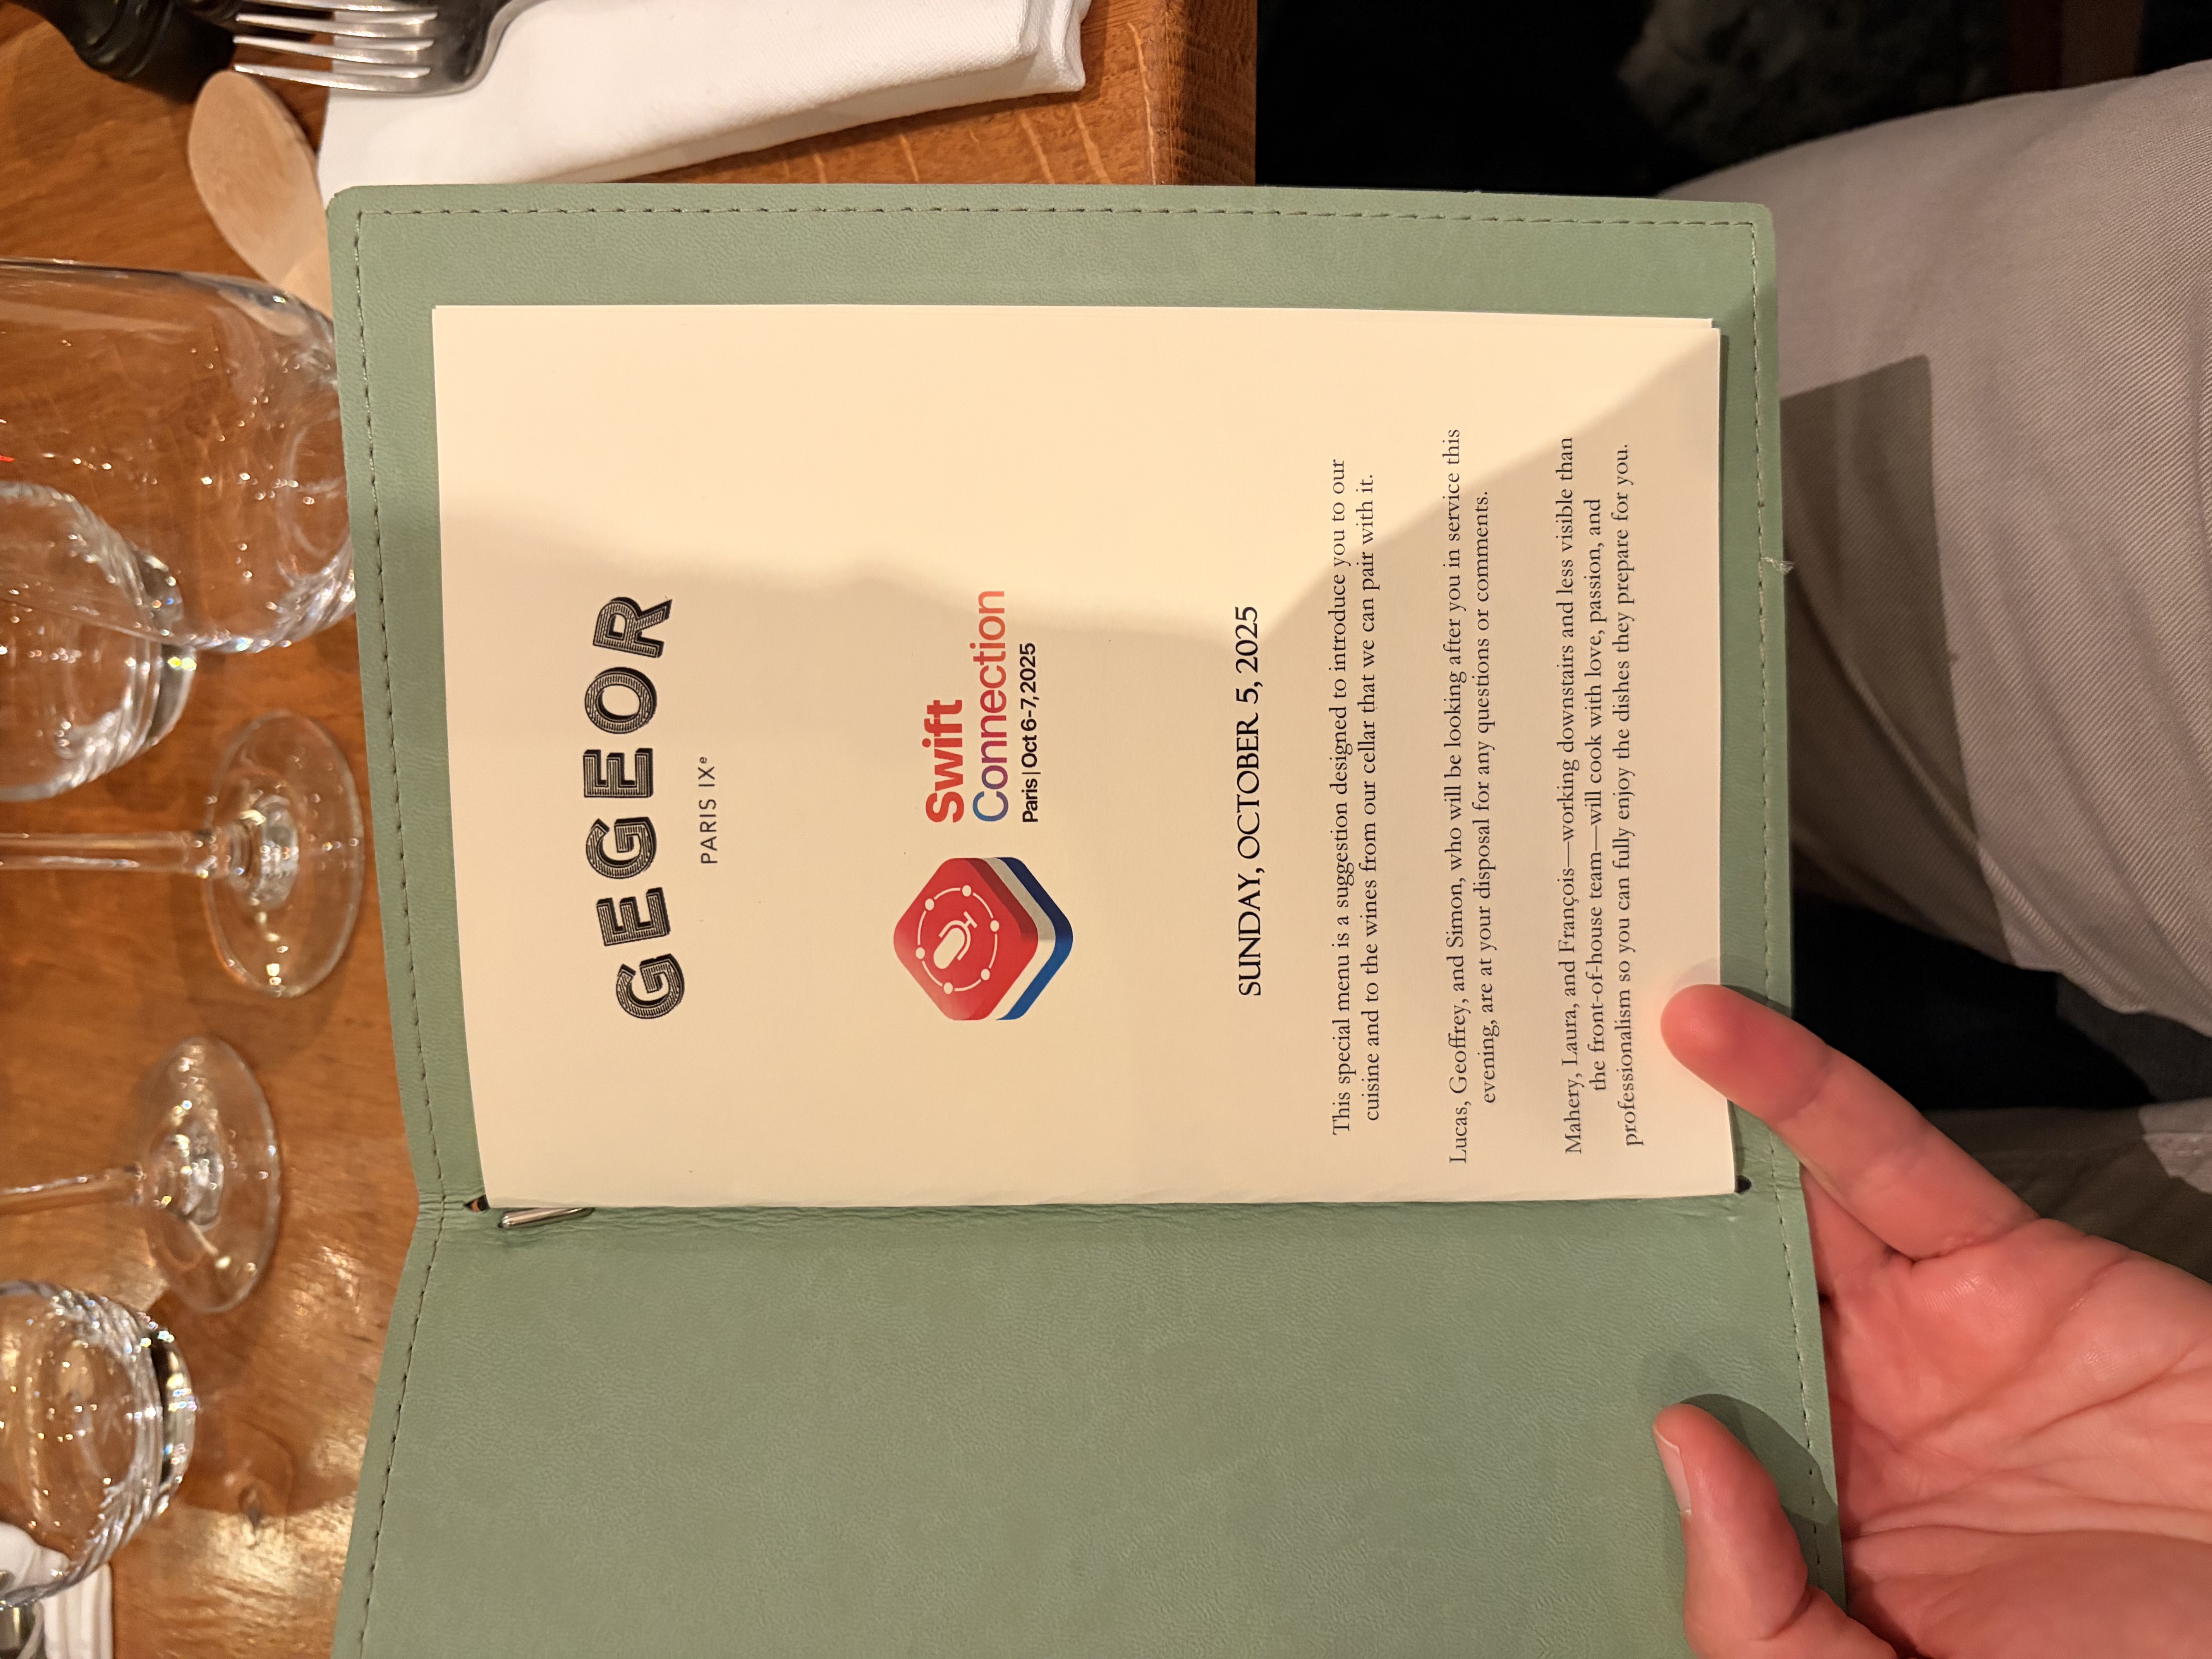 GEGEOR
PARIS IXᵉ
Swift
Connection
Paris | Oct 6-7, 2025
SUNDAY, OCTOBER 5, 2025
This special menu is a suggestion designed to introduce you to our
cuisine and to the wines from our cellar that we can pair with it.
Lucas, Geoffrey, and Simon, who will be looking after you in service this
evening, are at your disposal for any questions or comments.
Mahery, Laura, and François—working downstairs and less visible than
the front-of-house team—will cook with love, passion, and
professionalism so you can fully enjoy the dishes they prepare for you.